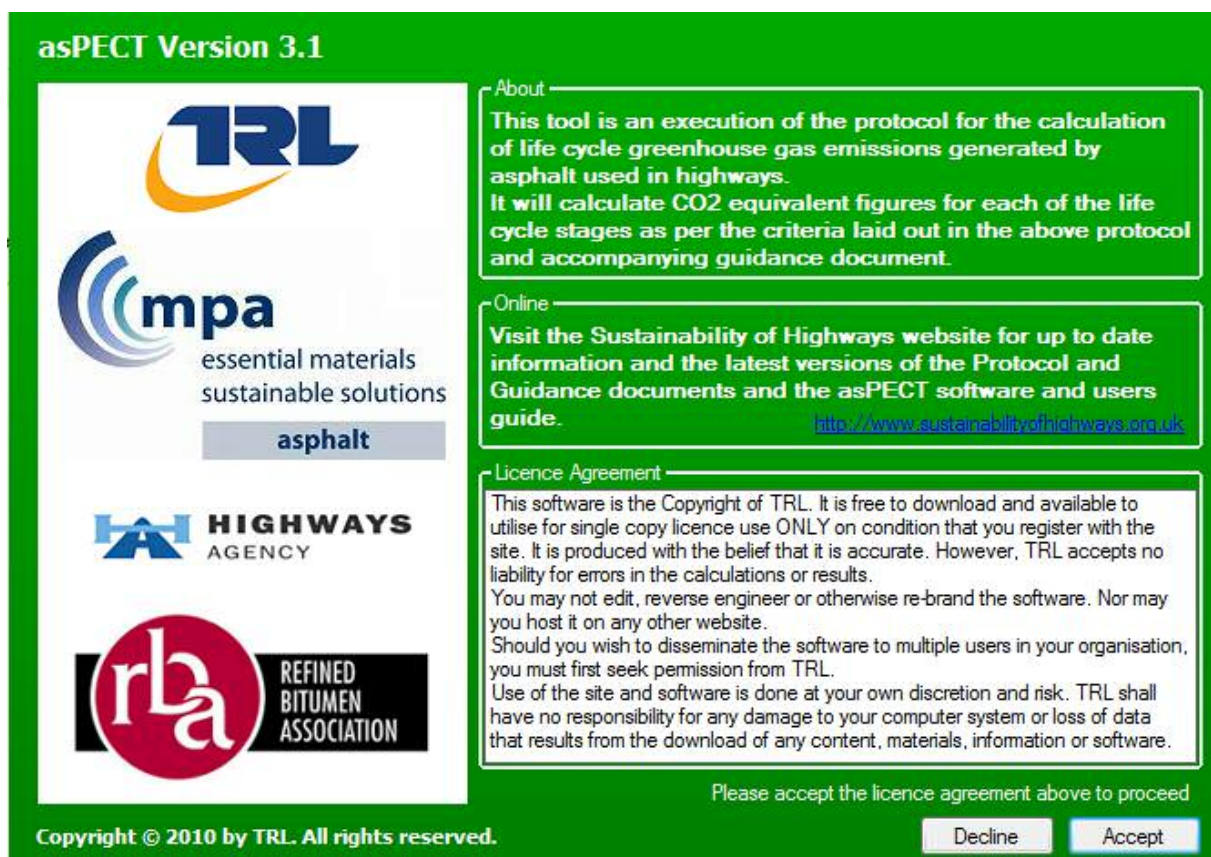 asPECT Version 3.1
TRL
mpa
essential materials
sustainable solutions
asphalt
HIGHWAYS
AGENCY
rba
REFINED
BITUMEN
ASSOCIATION
About
This tool is an execution of the protocol for the calculation
of life cycle greenhouse gas emissions generated by
asphalt used in highways.
It will calculate CO2 equivalent figures for each of the life
cycle stages as per the criteria laid out in the above protocol
and accompanying guidance document.
Online
Visit the Sustainability of Highways website for up to date
information and the latest versions of the Protocol and
Guidance documents and the asPECT software and users
guide. http://www.sustainabilityofhighways.org.uk
Licence Agreement
This software is the Copyright of TRL. It is free to download and available to
utilise for single copy licence use ONLY on condition that you register with the
site. It is produced with the belief that it is accurate. However, TRL accepts no
liability for errors in the calculations or results.
You may not edit, reverse engineer or otherwise re-brand the software. Nor may
you host it on any other website.
Should you wish to disseminate the software to multiple users in your organisation,
you must first seek permission from TRL.
Use of the site and software is done at your own discretion and risk. TRL shall
have no responsibility for any damage to your computer system or loss of data
that results from the download of any content, materials, information or software.
Please accept the licence agreement above to proceed
Copyright © 2010 by TRL. All rights reserved.
Decline
Accept